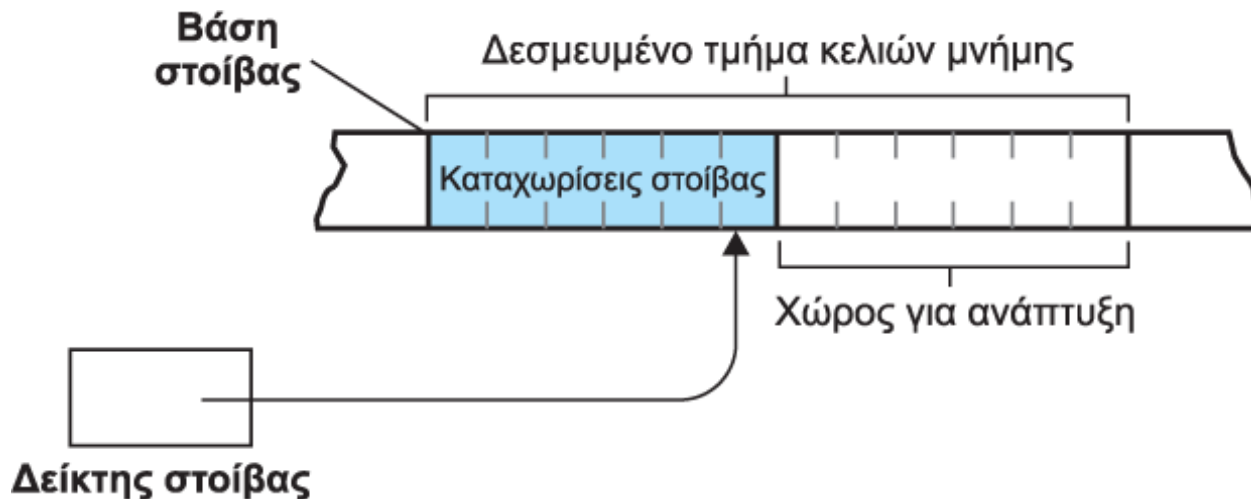 Βάση
στοίβας
Δεσμευμένο τμήμα κελιών μνήμης
Καταχωρίσεις στοίβας
Χώρος για ανάπτυξη
Δείκτης στοίβας